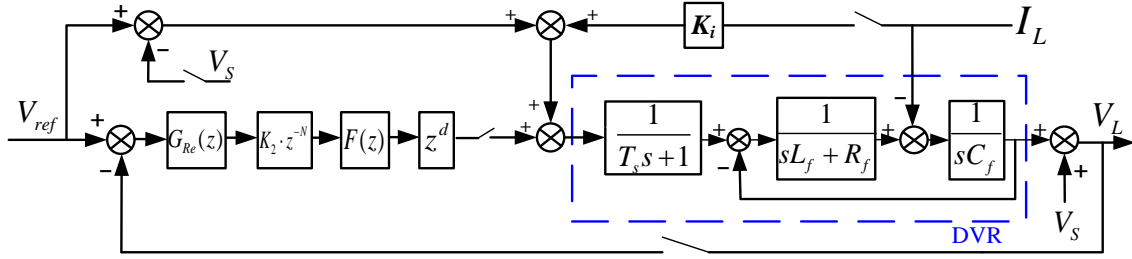 + + + K_i I_L
− V_S
V_ref + G_Re(z) K_2 · z^{-N} F(z) z^d + + 1 / (T_s s + 1) + 1 / (sL_f + R_f) + − 1 / (sC_f) + V_L
− − +
V_S
DVR